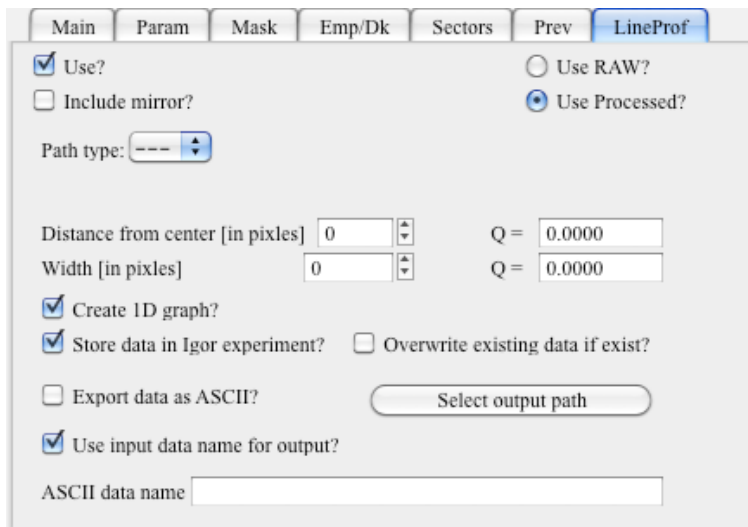 Main Param Mask Emp/Dk Sectors Prev LineProf
Use? Use RAW?
Include mirror? Use Processed?
Path type: ---
Distance from center [in pixles] 0 Q = 0.0000
Width [in pixles] 0 Q = 0.0000
Create 1D graph?
Store data in Igor experiment? Overwrite existing data if exist?
Export data as ASCII? Select output path
Use input data name for output?
ASCII data name